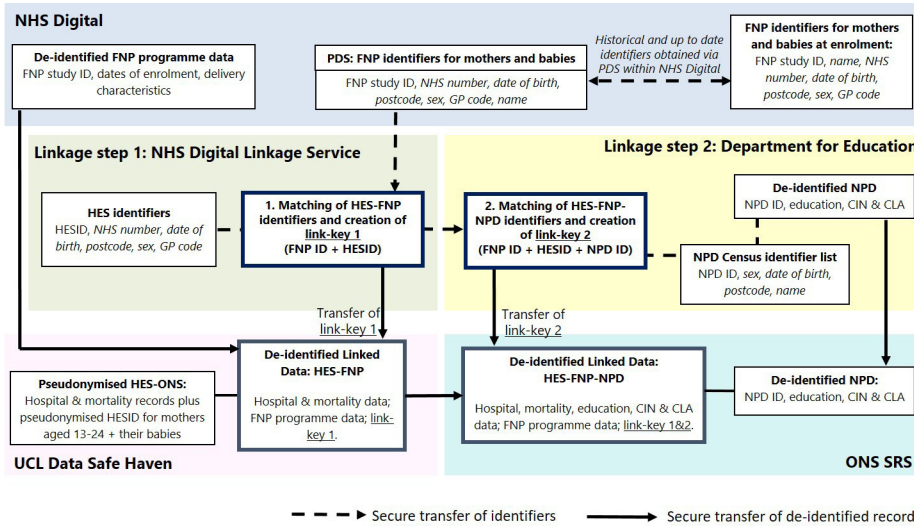 NHS Digital
De-identified FNP programme data
FNP study ID, dates of enrolment, delivery
characteristics
PDS: FNP identifiers for mothers and babies
FNP study ID, NHS number, date of birth,
postcode, sex, GP code, name
Historical and up to date
identifiers obtained via
PDS within NHS Digital
FNP identifiers for mothers
and babies at enrolment:
FNP study ID, name, NHS
number, date of birth,
postcode, sex, GP code
Linkage step 1: NHS Digital Linkage Service
HES identifiers
HESID, NHS number, date of
birth, postcode, sex, GP code
1. Matching of HES-FNP
identifiers and creation of
link-key 1
(FNP ID + HESID)
Linkage step 2: Department for Education
2. Matching of HES-FNP-
NPD identifiers and creation
of link-key 2
(FNP ID + HESID + NPD ID)
De-identified NPD
NPD ID, education, CIN & CLA
NPD Census identifier list
NPD ID, sex, date of birth,
postcode, name
Transfer of
link-key 1
Transfer of
link-key 2
Pseudonymised HES-ONS:
Hospital & mortality records plus
pseudonymised HESID for mothers
aged 13-24 + their babies
De-identified Linked
Data: HES-FNP
Hospital & mortality data;
FNP programme data; link-
key 1.
De-identified Linked Data:
HES-FNP-NPD
Hospital, mortality, education, CIN & CLA
data; FNP programme data; link-key 1&2.
De-identified NPD:
NPD ID, education, CIN & CLA
UCL Data Safe Haven
ONS SRS
Secure transfer of identifiers
Secure transfer of de-identified record